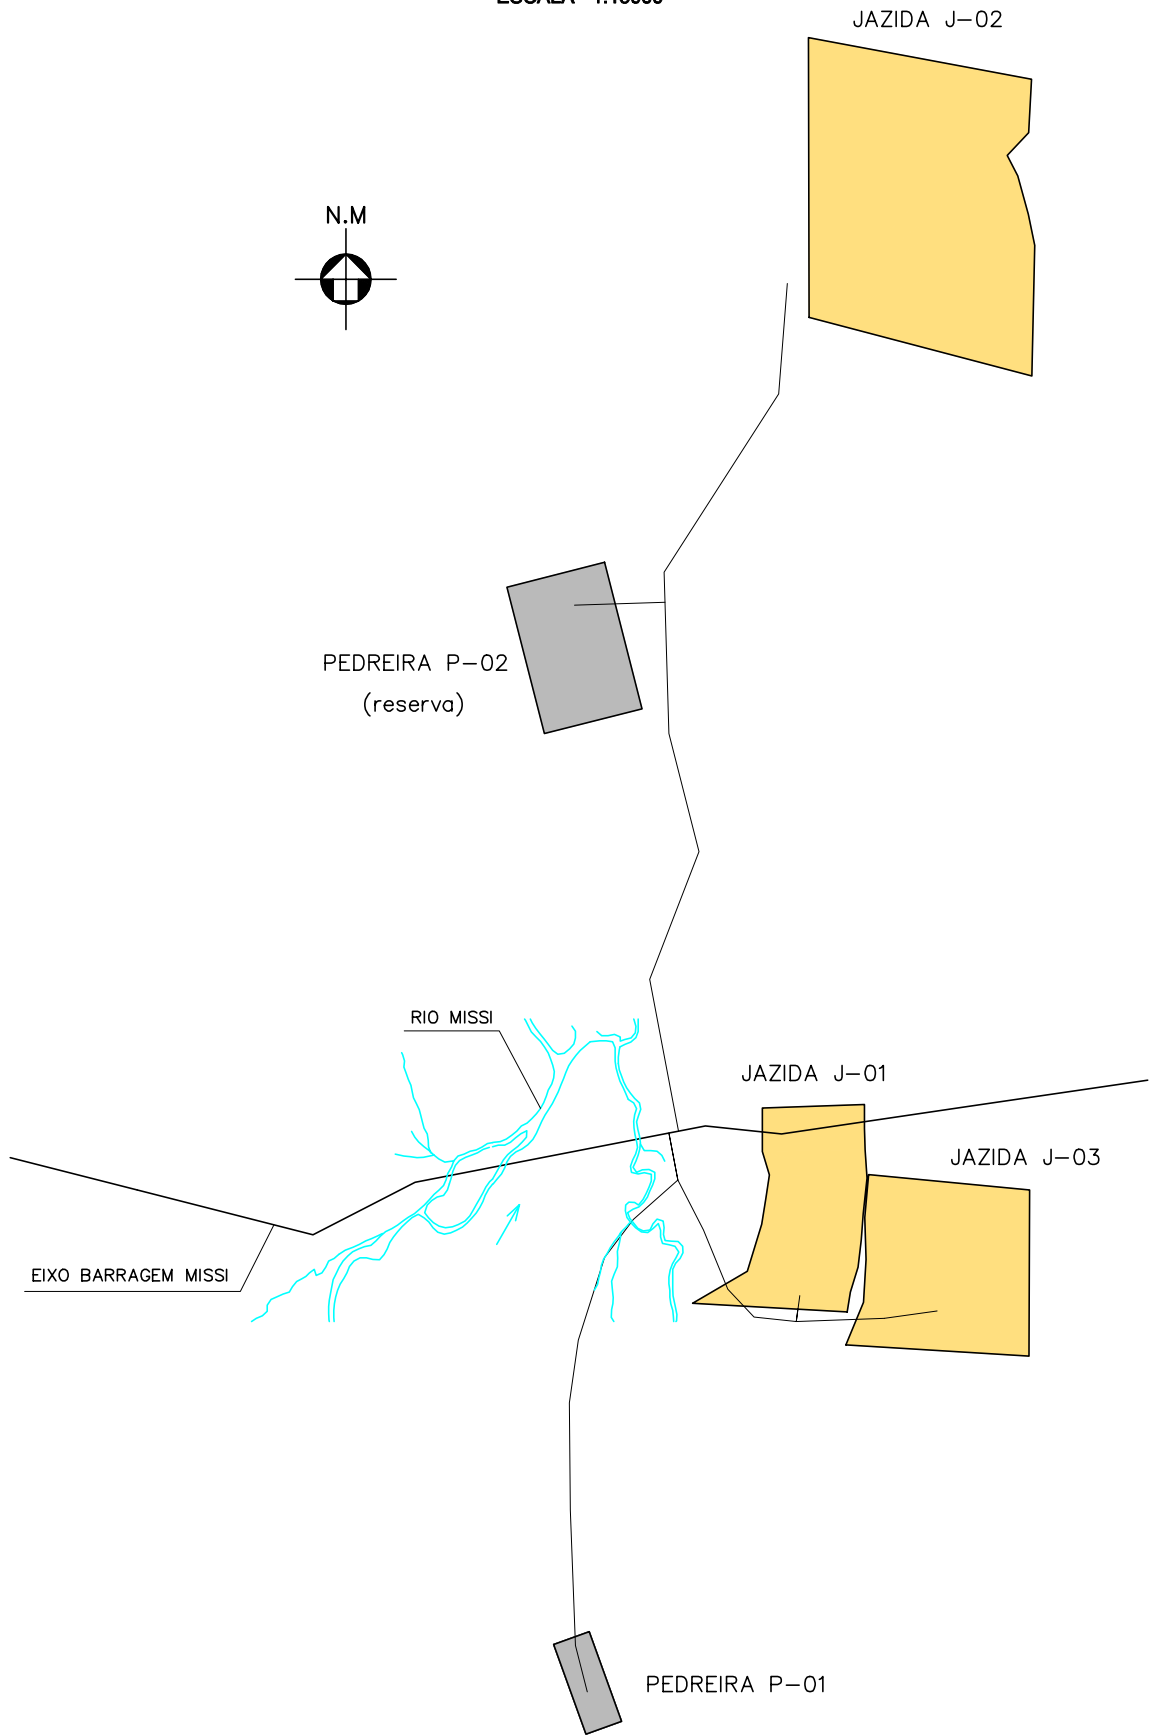 JAZIDA J-02
N.M
PEDREIRA P-02
(reserva)
RIO MISSI
JAZIDA J-01
JAZIDA J-03
EIXO BARRAGEM MISSI
PEDREIRA P-01